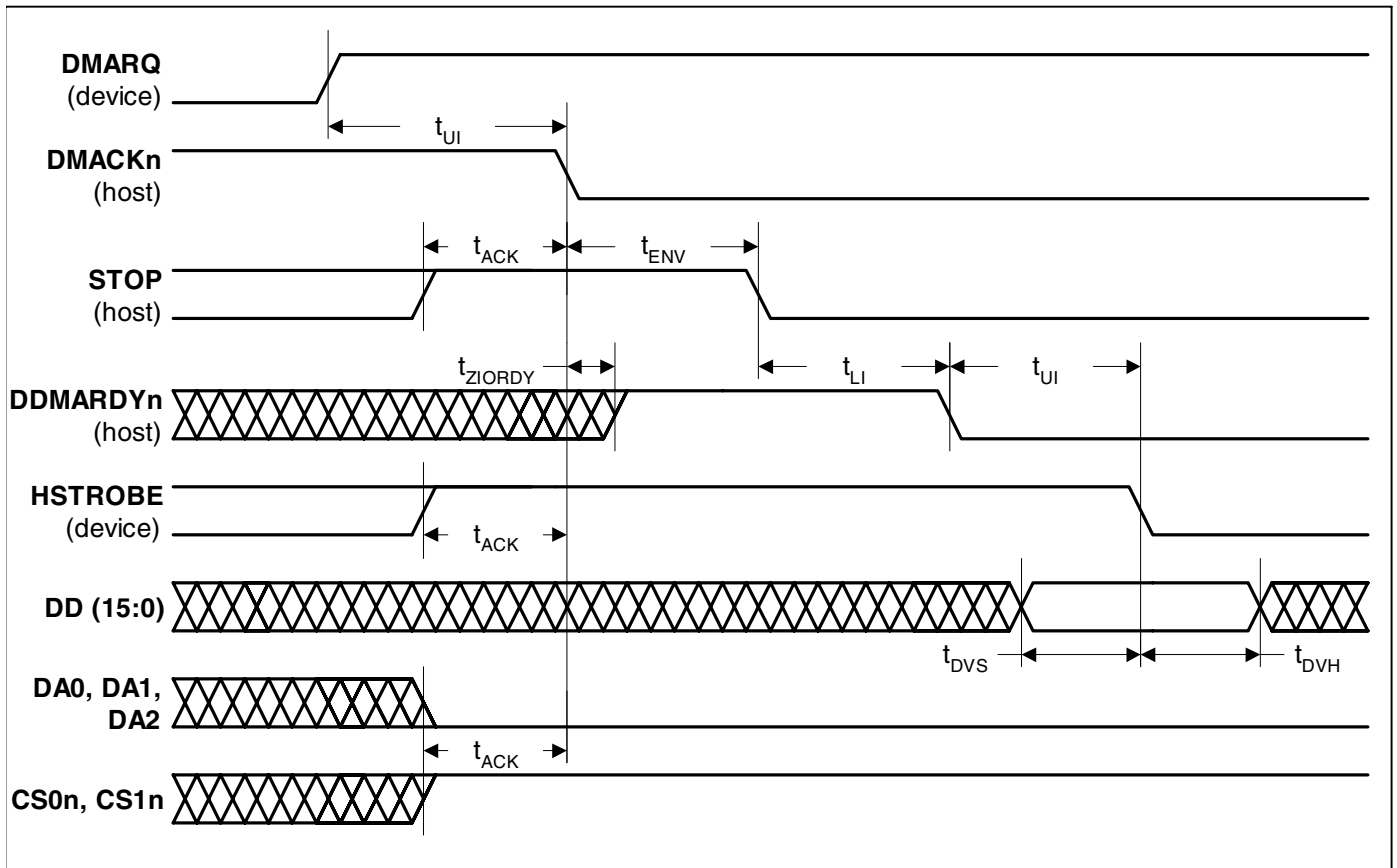 DMARQ
(device)
tUI
DMACKn
(host)
tACK
tENV
STOP
(host)
tZIORDY
tLI
tUI
DDMARDYn
(host)
HSTROBE
(device)
tACK
DD (15:0)
tDVS
tDVH
DA0, DA1,
DA2
tACK
CS0n, CS1n